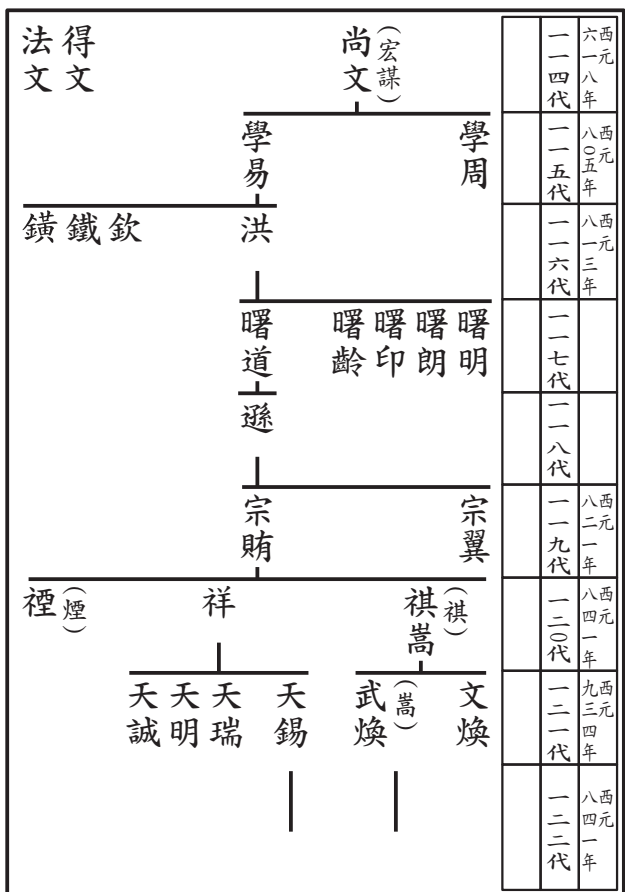 西元六一八年
一一四代
尚文(宏謀)
得文
法文
西元八〇五年
一一五代
學周
學易
西元八一三年
一一六代
洪
欽
鐵
鐄
一一七代
曙明
曙朗
曙印
曙齡
曙道
一一八代
遜
西元八二一年
一一九代
宗翼
宗賄
西元八四一年
一二〇代
祺嵩(祺)
祥
禋(煙)
西元九三四年
一二一代
文煥
武煥(嵩)
天錫
天瑞
天明
天誠
西元八四一年
一二二代